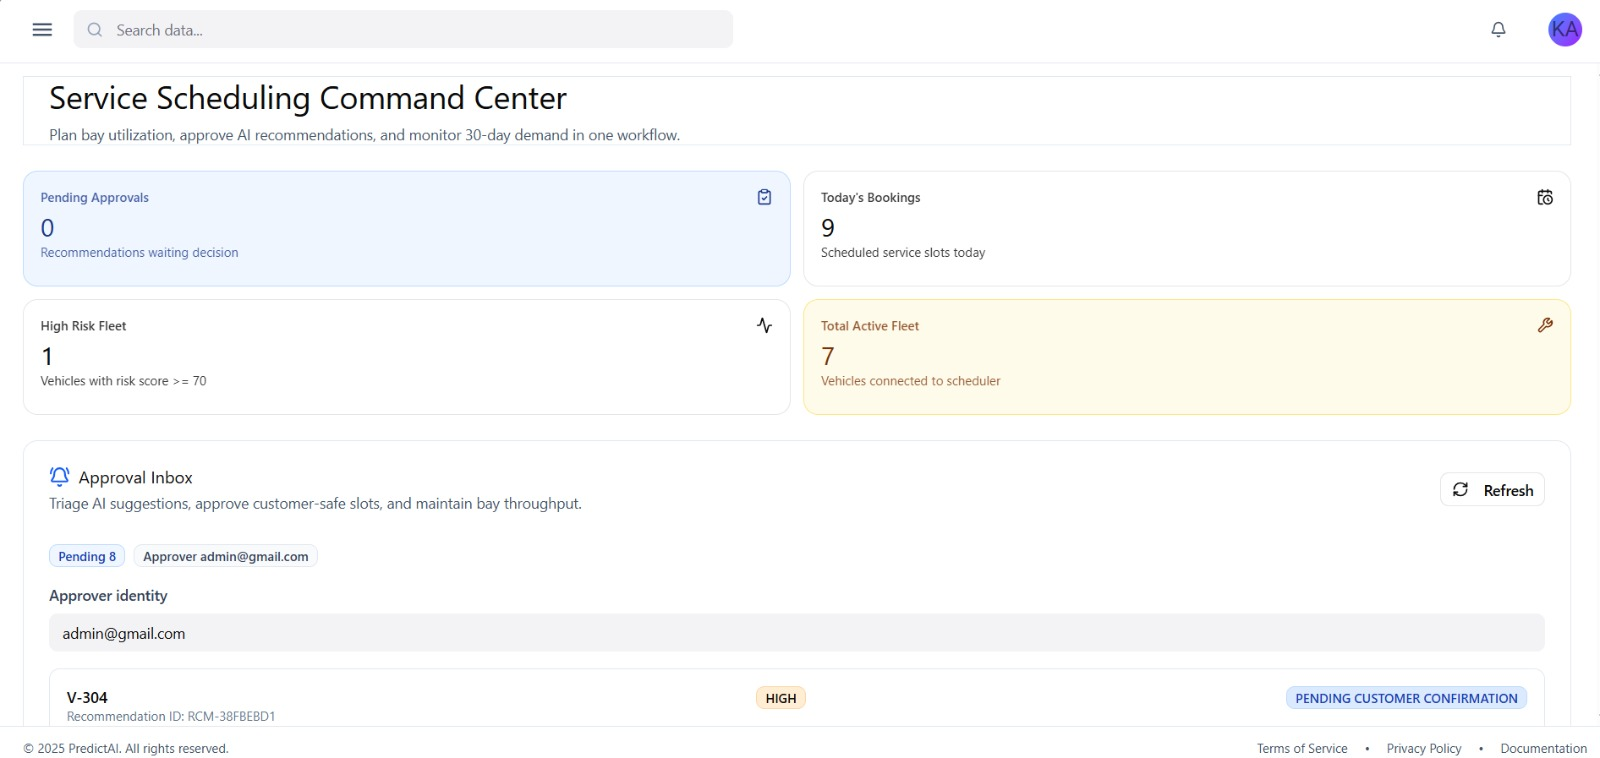 Search data...
KA
Service Scheduling Command Center
Plan bay utilization, approve AI recommendations, and monitor 30-day demand in one workflow.
Pending Approvals
0
Recommendations waiting decision
Today's Bookings
9
Scheduled service slots today
High Risk Fleet
1
Vehicles with risk score >= 70
Total Active Fleet
7
Vehicles connected to scheduler
Approval Inbox
Triage AI suggestions, approve customer-safe slots, and maintain bay throughput.
Refresh
Pending 8 Approver admin@gmail.com
Approver identity
admin@gmail.com
V-304 HIGH PENDING CUSTOMER CONFIRMATION
Recommendation ID: RCM-38FBEBD1
© 2025 PredictAI. All rights reserved. Terms of Service • Privacy Policy • Documentation